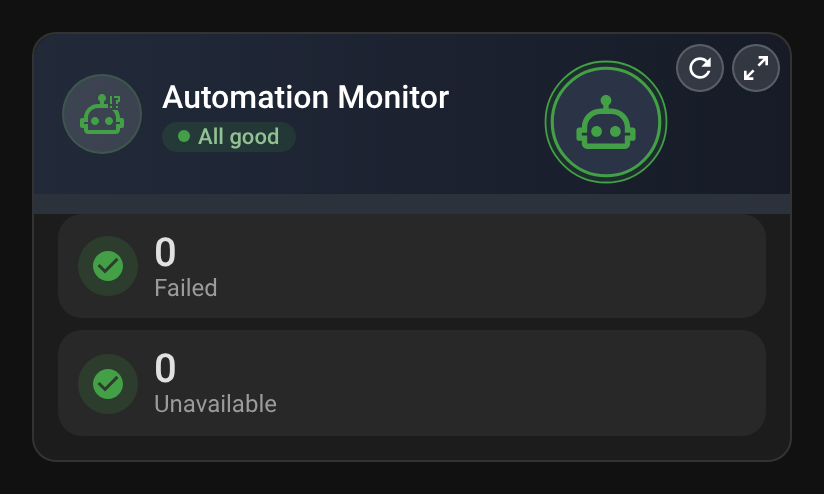 Automation Monitor
All good
0
Failed
0
Unavailable